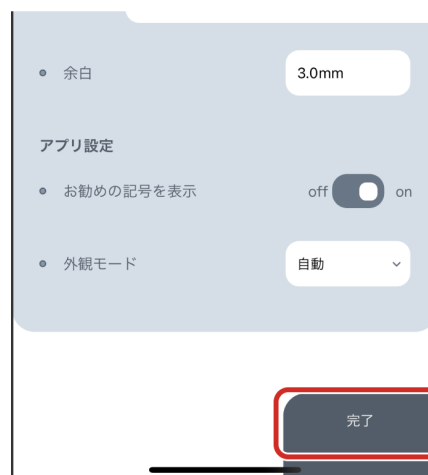 余白
3.0mm
アプリ設定
お勧めの記号を表示
off on
外観モード
自動
完了